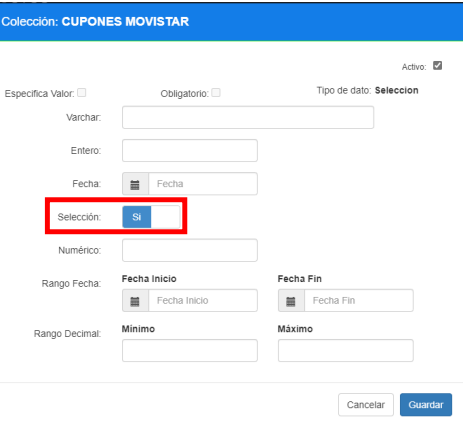 Colección: CUPONES MOVISTAR
Activo:
Especifica Valor: Obligatorio: Tipo de dato: Seleccion
Varchar:
Entero:
Fecha: Fecha
Selección: Si
Numérico:
Rango Fecha: Fecha Inicio Fecha Fin
Fecha Inicio Fecha Fin
Rango Decimal: Mínimo Máximo
Cancelar Guardar